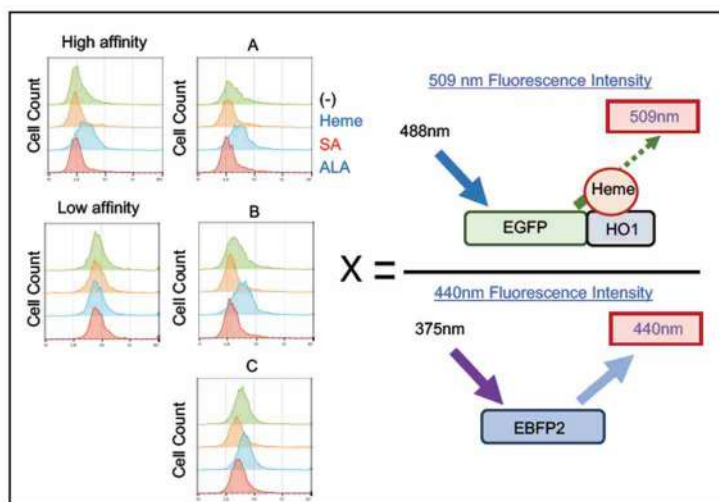 High affinity
Cell Count
A
Cell Count
(-)
Heme
SA
ALA
Low affinity
Cell Count
B
Cell Count
C
Cell Count
X =
509 nm Fluorescence Intensity
488nm
509nm
Heme
EGFP
HO1
440nm Fluorescence Intensity
375nm
440nm
EBFP2